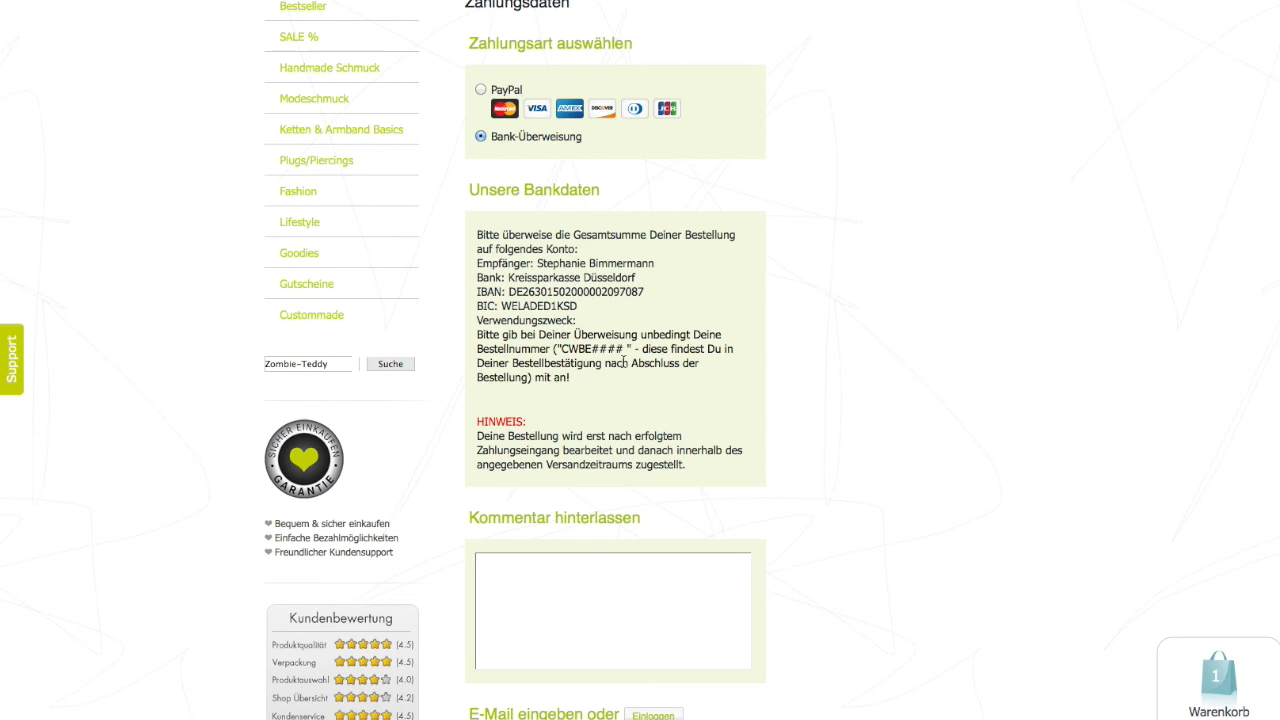 Bestseller
SALE %
Handmade Schmuck
Modeschmuck
Ketten & Armband Basics
Plugs/Piercings
Fashion
Lifestyle
Goodies
Gutscheine
Custommade
Zombie-Teddy
Suche
SICHER EINKAUFEN
GARANTIE
Bequem & sicher einkaufen
Einfache Bezahlmöglichkeiten
Freundlicher Kundensupport
Kundenbewertung
Produktqualität (4.5)
Verpackung (4.5)
Produktauswahl (4.0)
Shop Übersicht (4.2)
Kundenservice (4.5)
Support
Zahlungsdaten
Zahlungsart auswählen
PayPal
MasterCard VISA AMEX DISCOVER JCB
Bank-Überweisung
Unsere Bankdaten
Bitte überweise die Gesamtsumme Deiner Bestellung
auf folgendes Konto:
Empfänger: Stephanie Bimmermann
Bank: Kreissparkasse Düsseldorf
IBAN: DE26301502000002097087
BIC: WELADED1KSD
Verwendungszweck:
Bitte gib bei Deiner Überweisung unbedingt Deine
Bestellnummer ("CWBE#### " - diese findest Du in
Deiner Bestellbestätigung nach Abschluss der
Bestellung) mit an!
HINWEIS:
Deine Bestellung wird erst nach erfolgtem
Zahlungseingang bearbeitet und danach innerhalb des
angegebenen Versandzeitraums zugestellt.
Kommentar hinterlassen
E-Mail eingeben oder Einloggen
1
Warenkorb